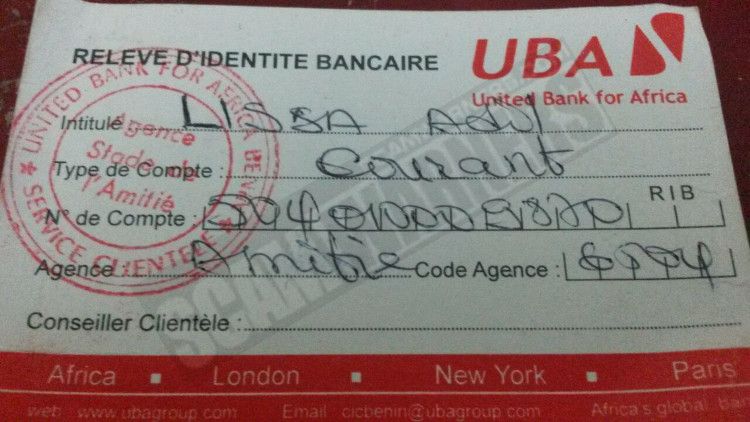 RELEVE D'IDENTITE BANCAIRE
UBA
United Bank for Africa
UNITED BANK FOR AFRICA BENIN
Agence
Stade de
l'Amitié
SERVICE CLIENTELE
Intitulé : LISSA
Type de Compte : Courant
RIB
N° de Compte :
Agence : Amitié Code Agence :
Conseiller Clientèle :
Africa ▪ London ▪ New York ▪ Paris
web www.ubagroup.com Email cicbenin@ubagroup.com Africa's global